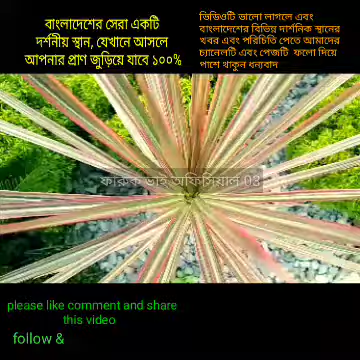 বাংলাদেশের সেরা একটি
দর্শনীয় স্থান, যেখানে আসলে
আপনার প্রাণ জুড়িয়ে যাবে ১০০%
ভিডিওটি ভালো লাগলে এবং
বাংলাদেশের বিভিন্ন দার্শনিক স্থানের
খবর এবং পরিচিতি পেতে আমাদের
চ্যানেলটি এবং পেজটি ফলো দিয়ে
পাশে থাকুন ধন্যবাদ
ফারুক ভাই অফিসিয়াল 03
please like comment and share
this video
follow &